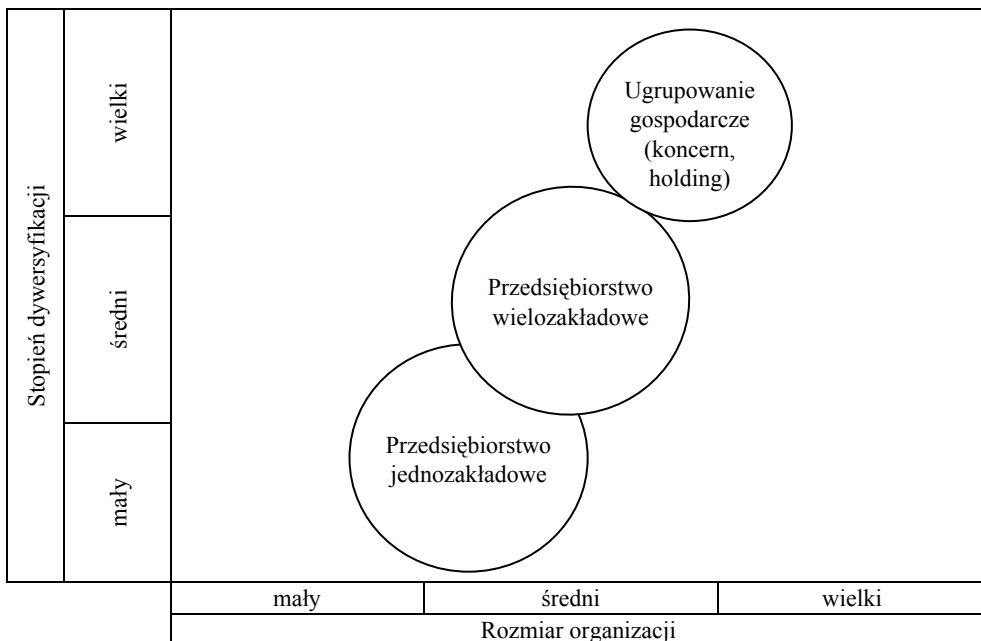 Stopień dywersyfikacji
wielki
średni
mały
Ugrupowanie
gospodarcze
(koncern,
holding)
Przedsiębiorstwo
wielozakładowe
Przedsiębiorstwo
jednozakładowe
mały
średni
wielki
Rozmiar organizacji